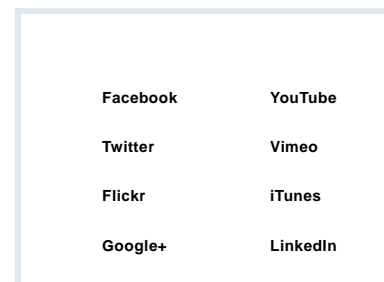 Facebook YouTube
Twitter Vimeo
Flickr iTunes
Google+ LinkedIn